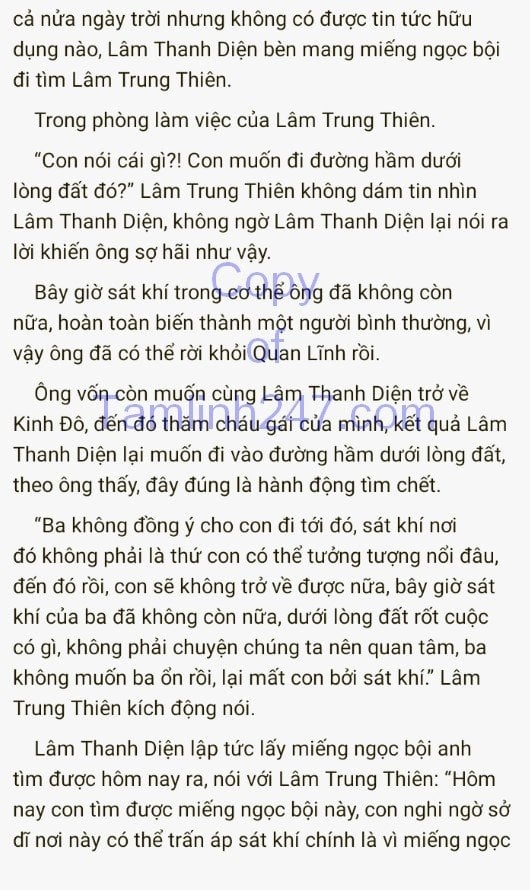 cả nửa ngày trời nhưng không có được tin tức hữu
dụng nào, Lâm Thanh Diện bèn mang miếng ngọc bội
đi tìm Lâm Trung Thiên.
Trong phòng làm việc của Lâm Trung Thiên.
“Con nói cái gì?! Con muốn đi đường hầm dưới
lòng đất đó?” Lâm Trung Thiên không dám tin nhìn
Lâm Thanh Diện, không ngờ Lâm Thanh Diện lại nói ra
lời khiến ông sợ hãi như vậy.
Copy
Bây giờ sát khí trong cơ thể ông đã không còn
nữa, hoàn toàn biến thành một người bình thường, vì
of
vậy ông đã có thể rời khỏi Quan Lĩnh rồi.
Ông vốn còn muốn cùng Lâm Thanh Diện trở về
Tamlinh247.com
Kinh Đô, đến đó thăm cháu gái của mình, kết quả Lâm
Thanh Diện lại muốn đi vào đường hầm dưới lòng đất,
theo ông thấy, đây đúng là hành động tìm chết.
“Ba không đồng ý cho con đi tới đó, sát khí nơi
đó không phải là thứ con có thể tưởng tượng nổi đâu,
đến đó rồi, con sẽ không trở về được nữa, bây giờ sát
khí của ba đã không còn nữa, dưới lòng đất rốt cuộc
có gì, không phải chuyện chúng ta nên quan tâm, ba
không muốn ba ổn rồi, lại mất con bởi sát khí.” Lâm
Trung Thiên kích động nói.
Lâm Thanh Diện lập tức lấy miếng ngọc bội anh
tìm được hôm nay ra, nói với Lâm Trung Thiên: “Hôm
nay con tìm được miếng ngọc bội này, con nghi ngờ sở
dĩ nơi này có thể trấn áp sát khí chính là vì miếng ngọc